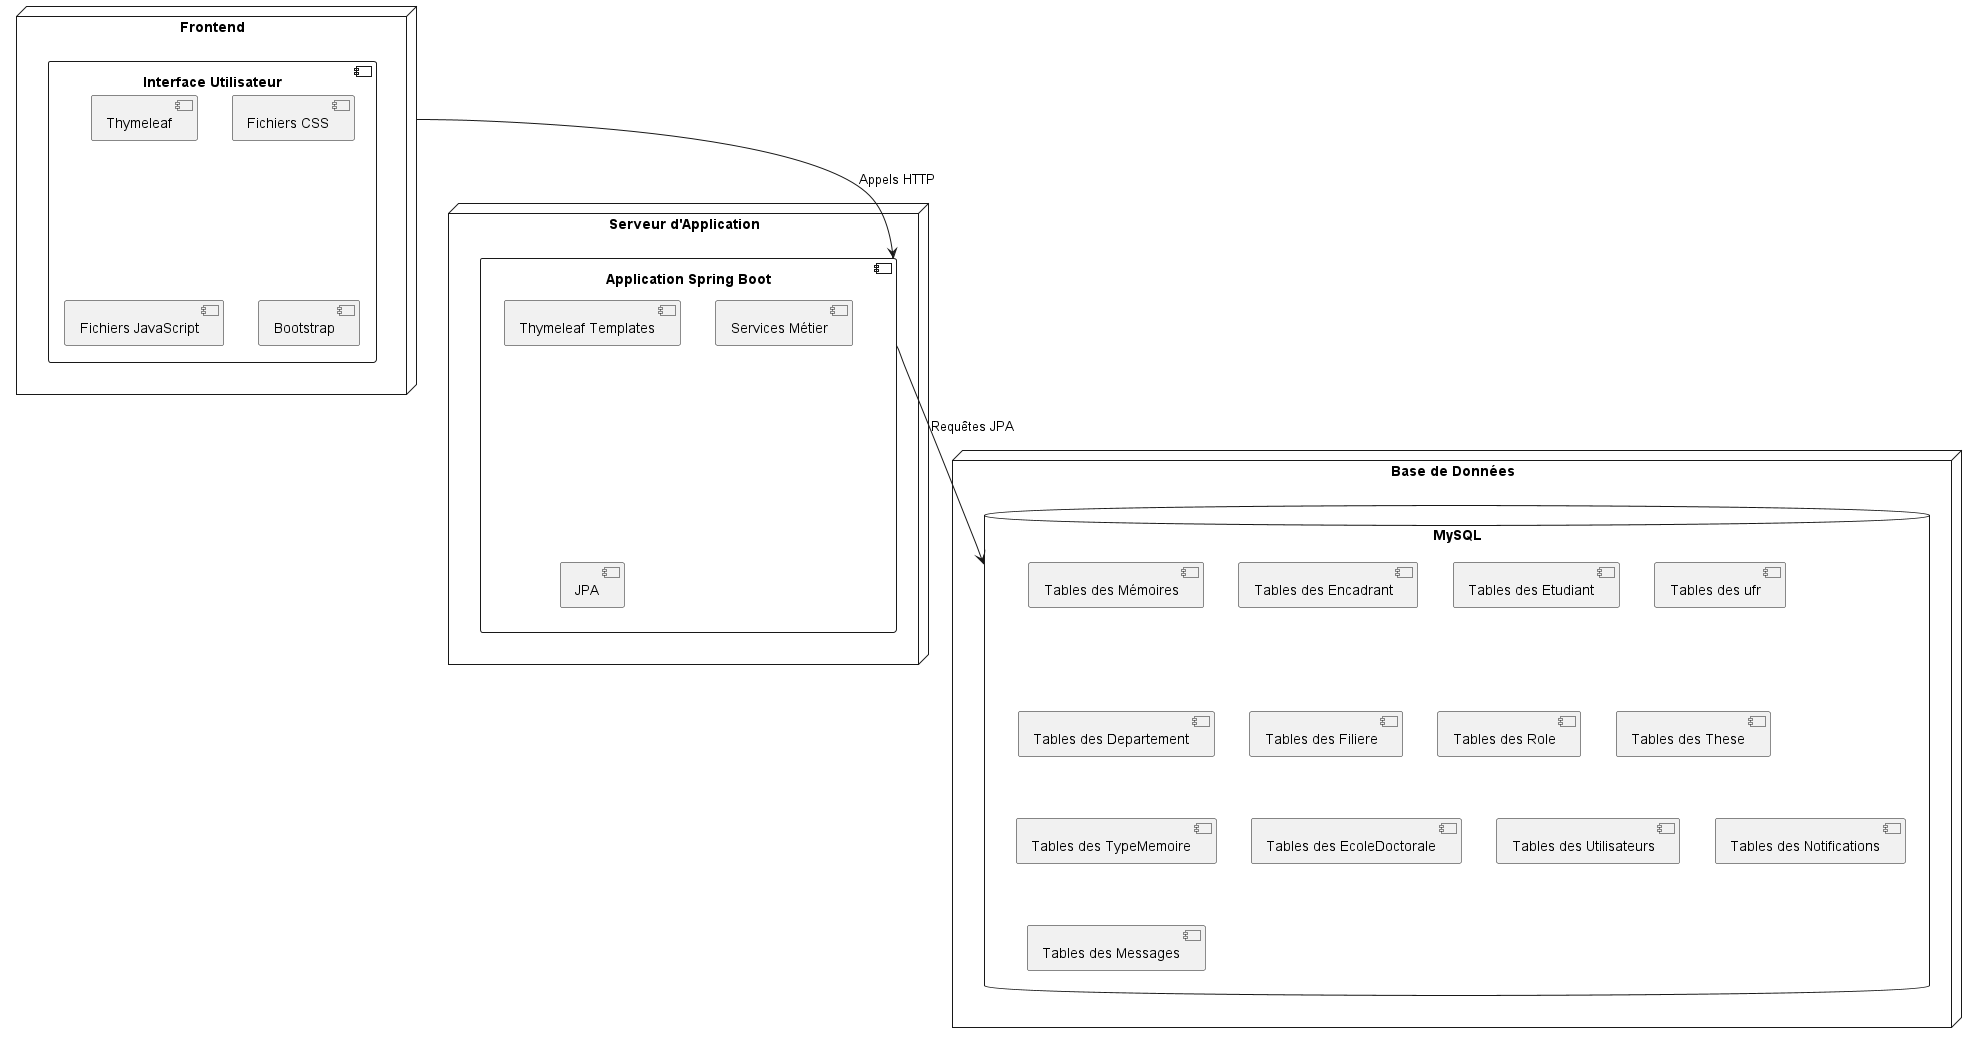 Frontend
Interface Utilisateur
Thymeleaf
Fichiers CSS
Fichiers JavaScript
Bootstrap
Appels HTTP
Serveur d'Application
Application Spring Boot
Thymeleaf Templates
Services Métier
JPA
Requêtes JPA
Base de Données
MySQL
Tables des Mémoires
Tables des Encadrant
Tables des Etudiant
Tables des ufr
Tables des Departement
Tables des Filiere
Tables des Role
Tables des These
Tables des TypeMemoire
Tables des EcoleDoctorale
Tables des Utilisateurs
Tables des Notifications
Tables des Messages